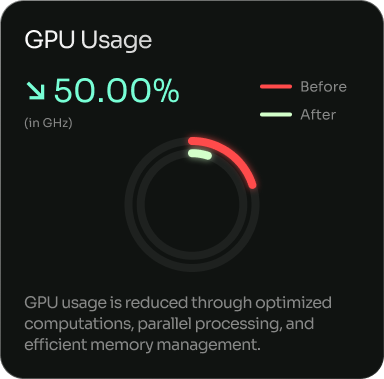 GPU Usage
↘ 50.00%
(in GHz)
Before
After
GPU usage is reduced through optimized
computations, parallel processing, and
efficient memory management.